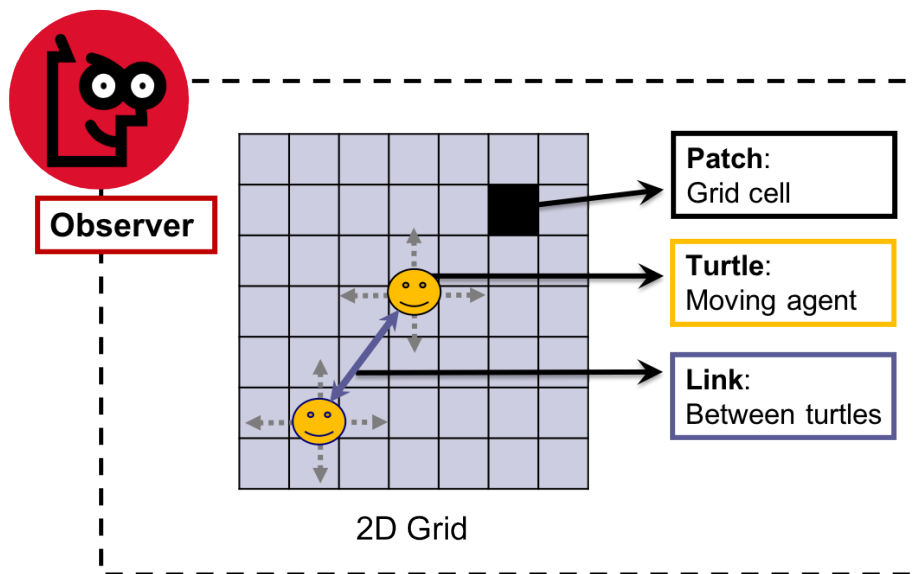 Observer
Patch:
Grid cell
Turtle:
Moving agent
Link:
Between turtles
2D Grid